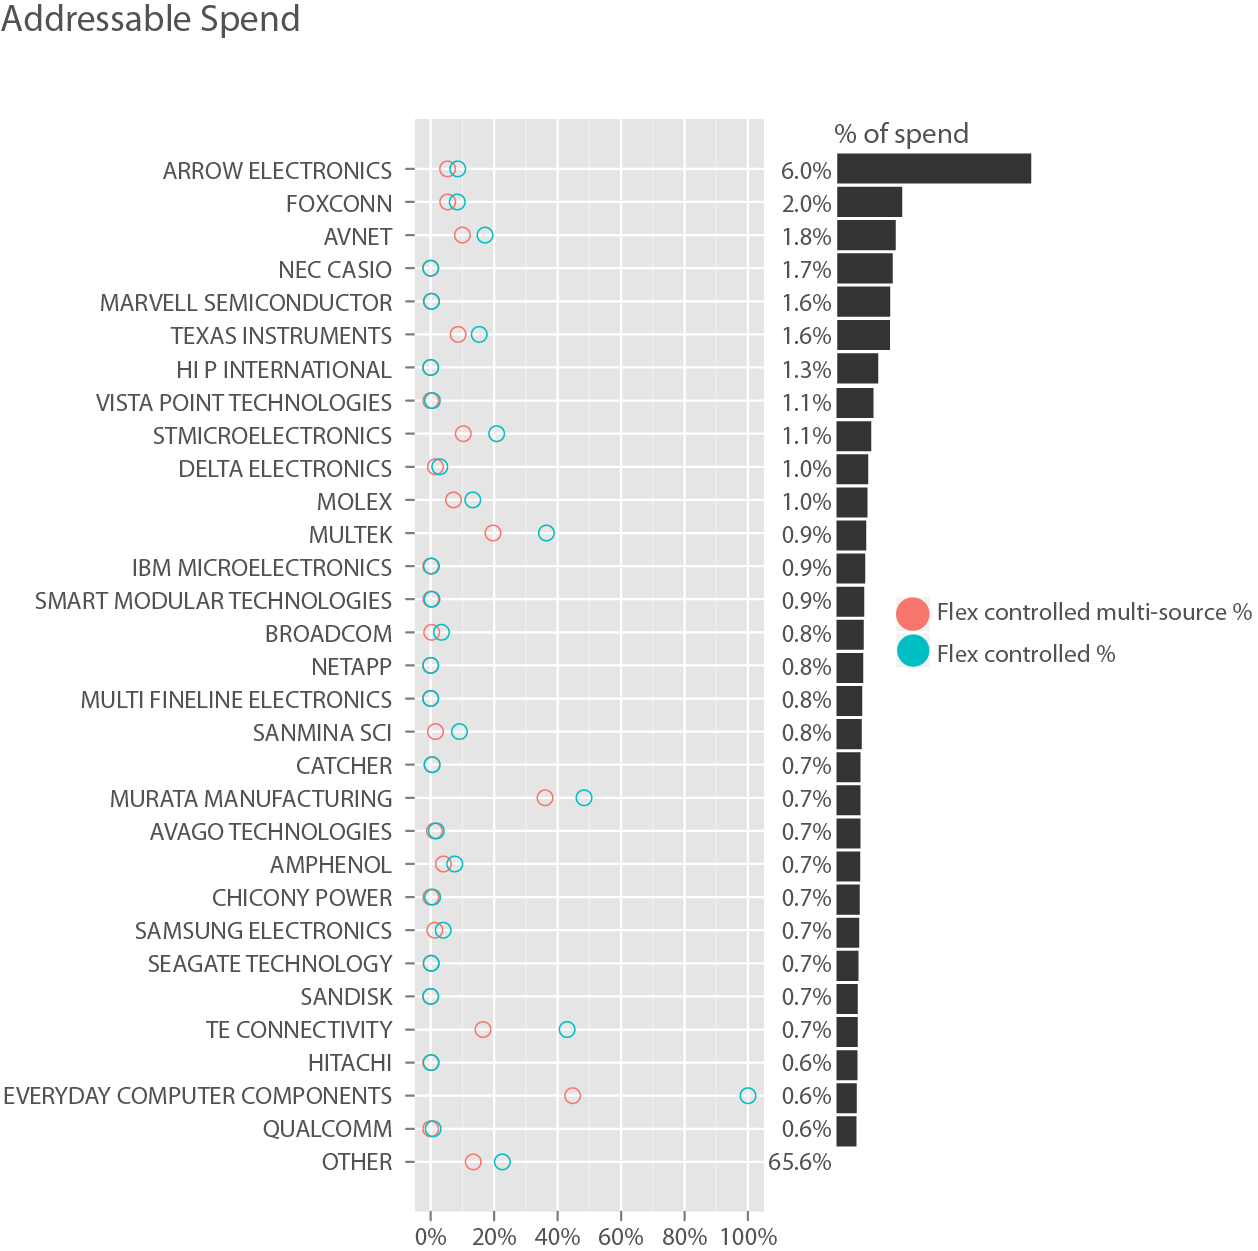 Addressable Spend
% of spend
ARROW ELECTRONICS 6.0%
FOXCONN 2.0%
AVNET 1.8%
NEC CASIO 1.7%
MARVELL SEMICONDUCTOR 1.6%
TEXAS INSTRUMENTS 1.6%
HI P INTERNATIONAL 1.3%
VISTA POINT TECHNOLOGIES 1.1%
STMICROELECTRONICS 1.1%
DELTA ELECTRONICS 1.0%
MOLEX 1.0%
MULTEK 0.9%
IBM MICROELECTRONICS 0.9%
SMART MODULAR TECHNOLOGIES 0.9%
Flex controlled multi-source %
BROADCOM 0.8%
Flex controlled %
NETAPP 0.8%
MULTI FINELINE ELECTRONICS 0.8%
SANMINA SCI 0.8%
CATCHER 0.7%
MURATA MANUFACTURING 0.7%
AVAGO TECHNOLOGIES 0.7%
AMPHENOL 0.7%
CHICONY POWER 0.7%
SAMSUNG ELECTRONICS 0.7%
SEAGATE TECHNOLOGY 0.7%
SANDISK 0.7%
TE CONNECTIVITY 0.7%
HITACHI 0.6%
EVERYDAY COMPUTER COMPONENTS 0.6%
QUALCOMM 0.6%
OTHER 65.6%
0% 20% 40% 60% 80% 100%